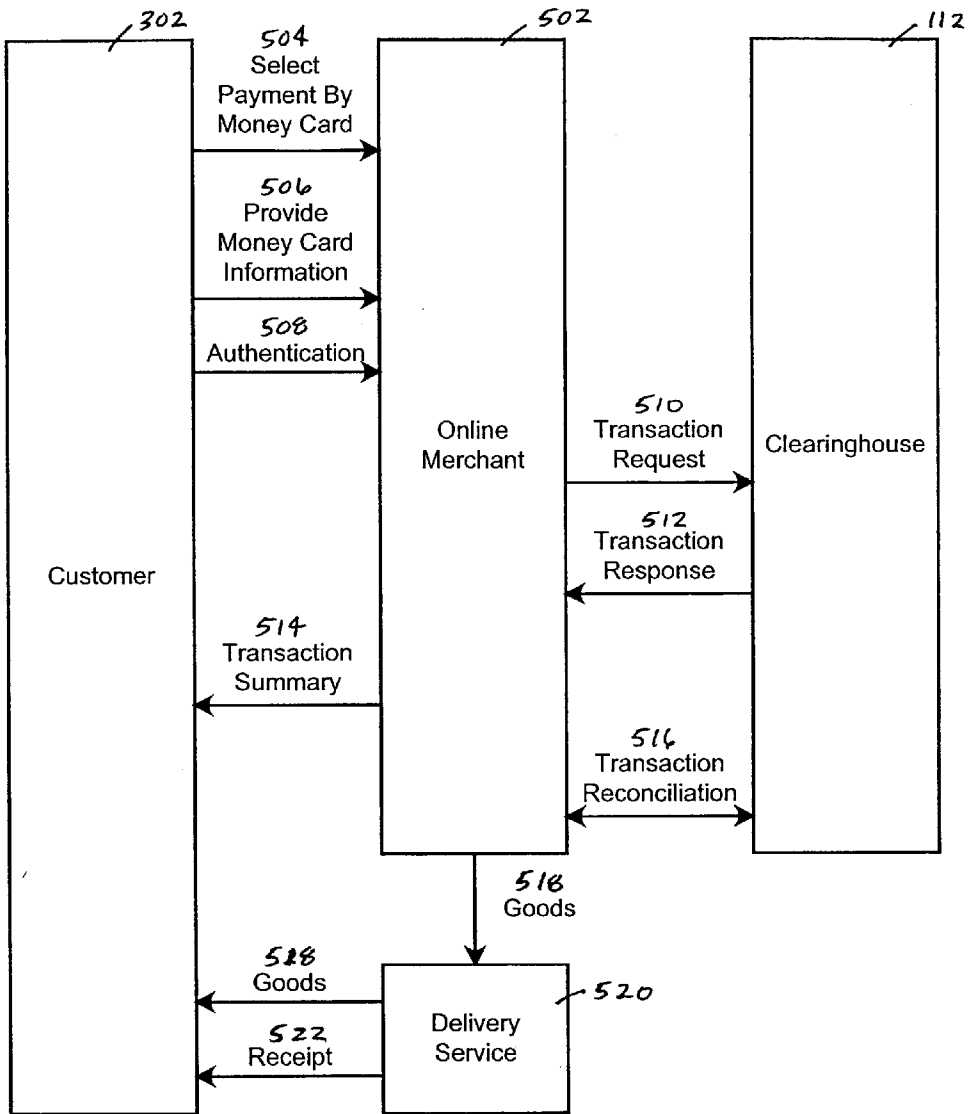 302
502
112
504
Select
Payment By
Money Card
506
Provide
Money Card
Information
508
Authentication
Online
Merchant
510
Transaction
Request
Clearinghouse
512
Transaction
Response
Customer
514
Transaction
Summary
516
Transaction
Reconciliation
518
Goods
518
Goods
520
Delivery
Service
522
Receipt